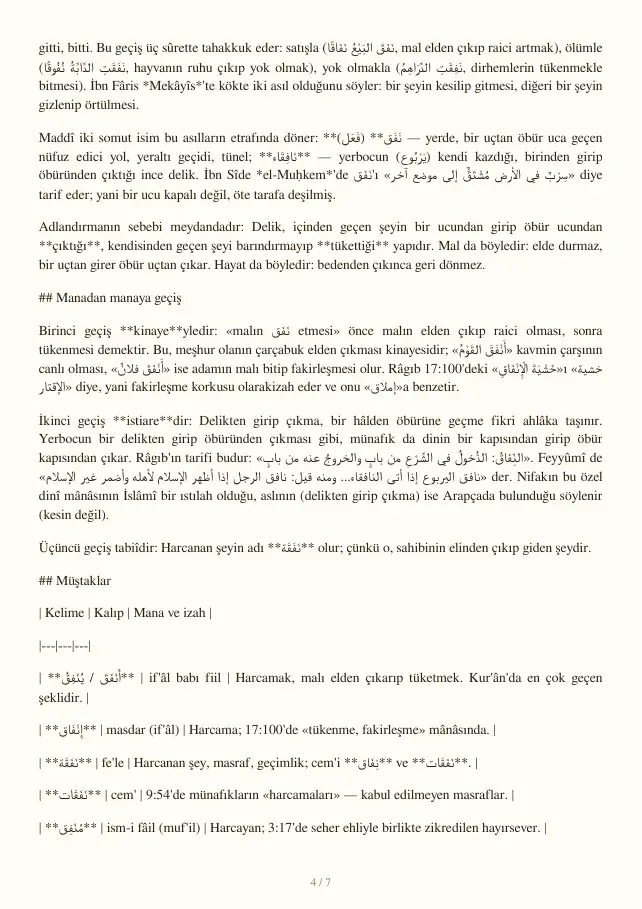 gitti, bitti. Bu geçiş üç sûrette tahakkuk eder: satışla (نَفَقَ البَيْعُ نَفَاقًا, mal elden çıkıp raici artmak), ölümle
(نَفَقَتِ الدَّابَّةُ نُفُوقًا, hayvanın ruhu çıkıp yok olmak), yok olmakla (نَفِقَتِ الدَّرَاهِمُ, dirhemlerin tükenmekle
bitmesi). İbn Fâris *Mekâyîs*'te kökte iki asıl olduğunu söyler: bir şeyin kesilip gitmesi, diğeri bir şeyin
gizlenip örtülmesi.
Maddî iki somut isim bu asılların etrafında döner: **نَفَق** (فَعَل) — yerde, bir uçtan öbür uca geçen
nüfuz edici yol, yeraltı geçidi, tünel; **نَافِقَاء** — yerbocun (يَرْبُوع) kendi kazdığı, birinden girip
öbüründen çıktığı ince delik. İbn Sîde *el-Muḥkem*'de نَفَق'ı «سِرَبٌ في الأرض مُشْتَقٌّ إلى موضع آخر» diye
tarif eder; yani bir ucu kapalı değil, öte tarafa deşilmiş.
Adlandırmanın sebebi meydandadır: Delik, içinden geçen şeyin bir ucundan girip öbür ucundan
**çıktığı**, kendisinden geçen şeyi barındırmayıp **tükettiği** yapıdır. Mal da böyledir: elde durmaz,
bir uçtan girer öbür uçtan çıkar. Hayat da böyledir: bedenden çıkınca geri dönmez.
## Manadan manaya geçiş
Birinci geçiş **kinaye**yledir: «malın نَفَق etmesi» önce malın elden çıkıp raici olması, sonra
tükenmesi demektir. Bu, meşhur olanın çarçabuk elden çıkması kinayesidir; «أَنْفَقَ القَوْمُ» kavmin çarşının
canlı olması, «أَنْفَقَ فلانٌ» ise adamın malı bitip fakirleşmesi olur. Râgıb 17:100'deki «خَشْيَةَ الْإِنْفَاقِ»ı «خشية
الإقتار» diye, yani fakirleşme korkusu olarakizah eder ve onu «إملاق»a benzetir.
İkinci geçiş **istiare**dir: Delikten girip çıkma, bir hâlden öbürüne geçme fikri ahlâka taşınır.
Yerbocun bir delikten girip öbüründen çıkması gibi, münafık da dinin bir kapısından girip öbür
kapısından çıkar. Râgıb'ın tarifi budur: «النِّفاقُ: الدُّخولُ في الشَّرْعِ من بابٍ والخروجُ عنه من بابٍ». Feyyûmî de
«نافق اليربوع إذا أتى النافقاء... ومنه قيل: نافق الرجل إذا أظهر الإسلام لأهله وأضمر غير الإسلام» der. Nifakın bu özel
dinî mânâsının İslâmî bir ıstılah olduğu, aslının (delikten girip çıkma) ise Arapçada bulunduğu söylenir
(kesin değil).
Üçüncü geçiş tabiîdir: Harcanan şeyin adı **نَفَقَة** olur; çünkü o, sahibinin elinden çıkıp giden şeydir.
## Müştaklar
| Kelime | Kalıp | Mana ve izah |
|---|---|---|
| **أَنْفَقَ / يُنْفِقُ** | if'âl babı fiil | Harcamak, malı elden çıkarıp tüketmek. Kur'ân'da en çok geçen
şeklidir. |
| **إِنْفَاق** | masdar (if'âl) | Harcama; 17:100'de «tükenme, fakirleşme» mânâsında. |
| **نَفَقَة** | fe'le | Harcanan şey, masraf, geçimlik; cem'i **نِفَاق** ve **نَفَقَات**. |
| **نَفَقَات** | cem' | 9:54'de münafıkların «harcamaları» — kabul edilmeyen masraflar. |
| **مُنْفِق** | ism-i fâil (muf'il) | Harcayan; 3:17'de seher ehliyle birlikte zikredilen hayırsever. |
4 / 7